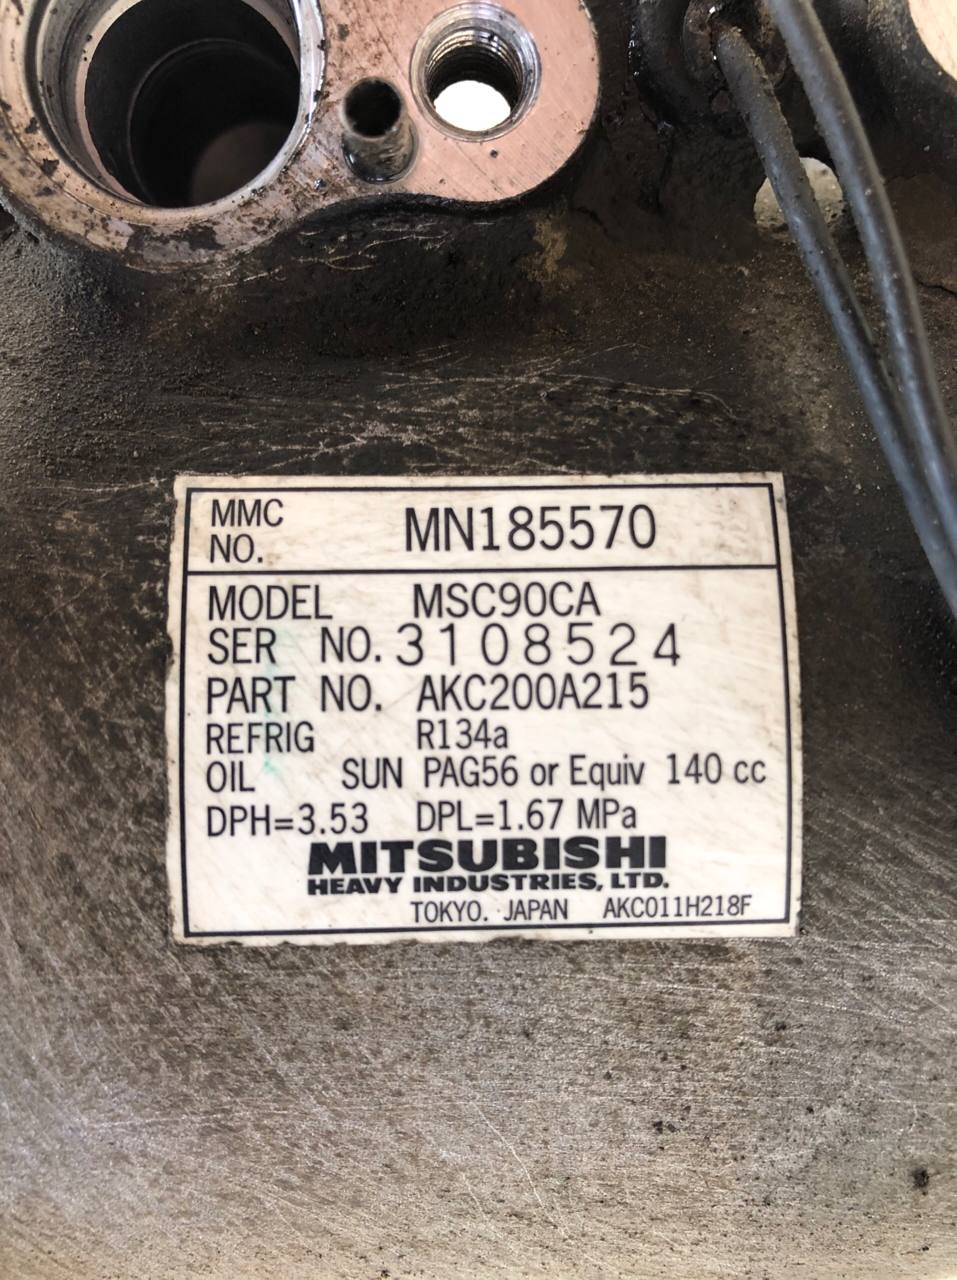 MMC
NO. MN185570
MODEL MSC90CA
SER NO. 3108524
PART NO. AKC200A215
REFRIG R134a
OIL SUN PAG56 or Equiv 140 cc
DPH=3.53 DPL=1.67 MPa
MITSUBISHI
HEAVY INDUSTRIES, LTD.
TOKYO. JAPAN AKC011H218F